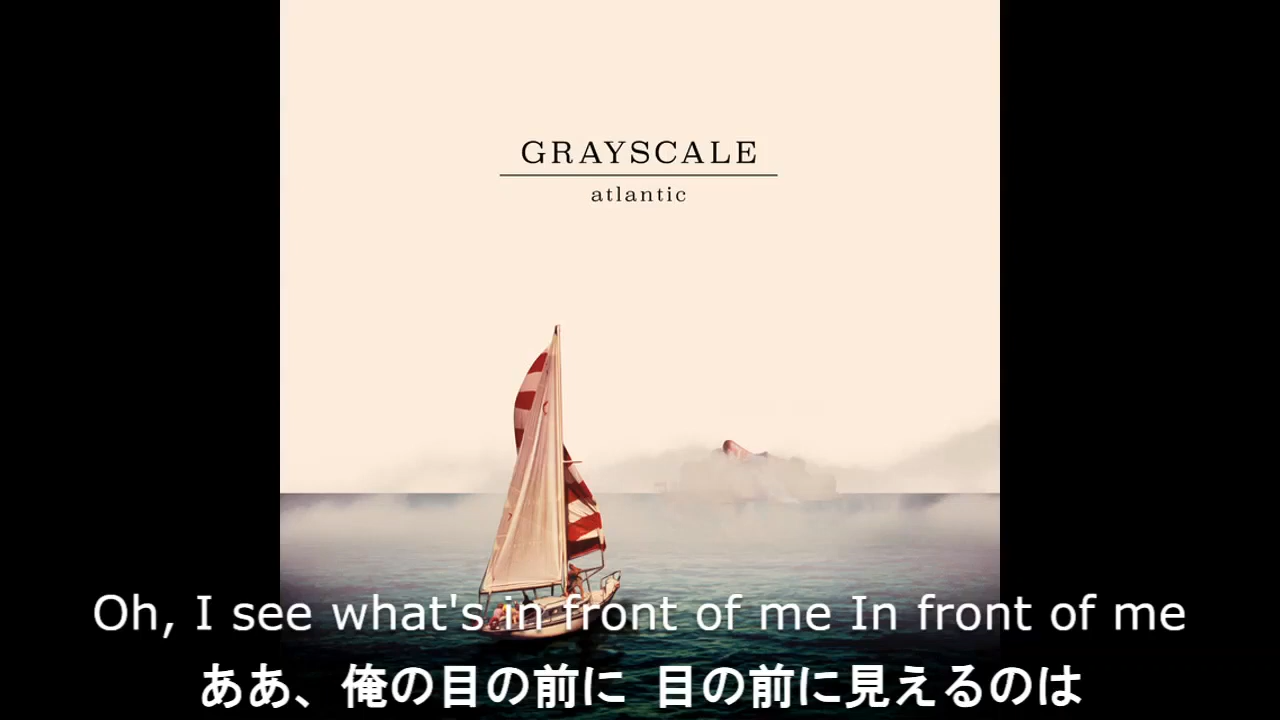 GRAYSCALE
atlantic
Oh, I see what's in front of me In front of me
ああ、俺の目の前に 目の前に見えるのは